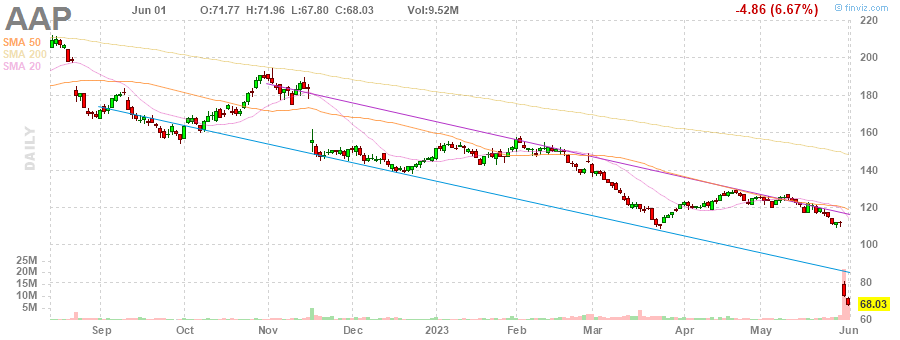 AAP Jun 01 O:71.77 H:71.96 L:67.80 C:68.03 Vol:9.52M -4.86 (6.67%) © finviz.com
SMA 50
SMA 200
SMA 20
DAILY
220
200
180
160
140
120
100
80
68.03
60
25M
20M
15M
10M
5M
Sep Oct Nov Dec 2023 Feb Mar Apr May Jun